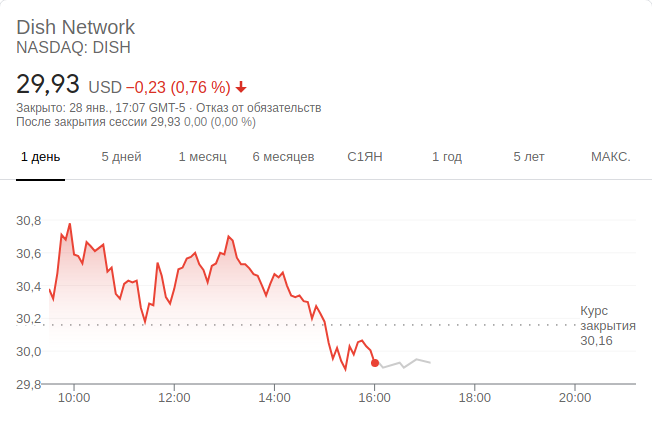 Dish Network
NASDAQ: DISH
29,93 USD −0,23 (0,76 %)
Закрыто: 28 янв., 17:07 GMT-5 · Отказ от обязательств
После закрытия сессии 29,93 0,00 (0,00 %)
1 день 5 дней 1 месяц 6 месяцев С1ЯН 1 год 5 лет МАКС.
30,8
30,6
30,4
30,2
30,0
29,8
Курс
закрытия
30,16
10:00 12:00 14:00 16:00 18:00 20:00